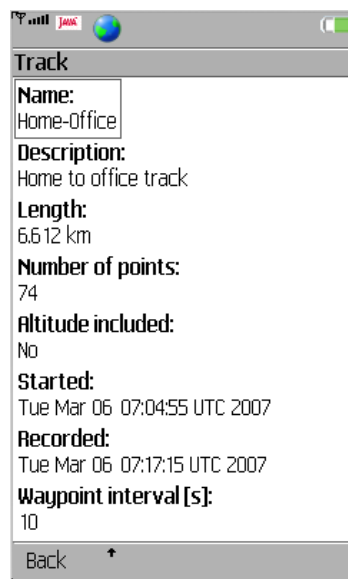 JAVA
Track
Name:
Home-Office
Description:
Home to office track
Length:
6.612 km
Number of points:
74
Altitude included:
No
Started:
Tue Mar 06 07:04:55 UTC 2007
Recorded:
Tue Mar 06 07:17:15 UTC 2007
Waypoint interval [s]:
10
Back